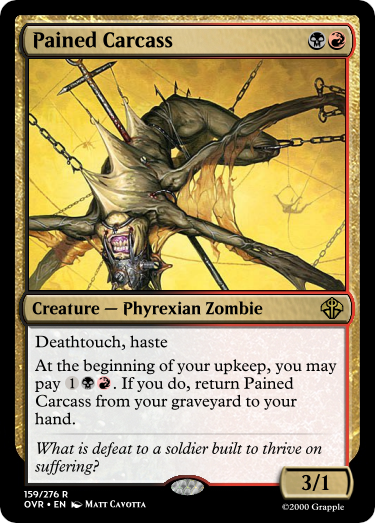 Pained Carcass
Creature — Phyrexian Zombie
Deathtouch, haste
At the beginning of your upkeep, you may
pay 1. If you do, return Pained
Carcass from your graveyard to your
hand.
What is defeat to a soldier built to thrive on
suffering?
3/1
159/276 R
OVR • EN Matt Cavotta
©2000 Grapple